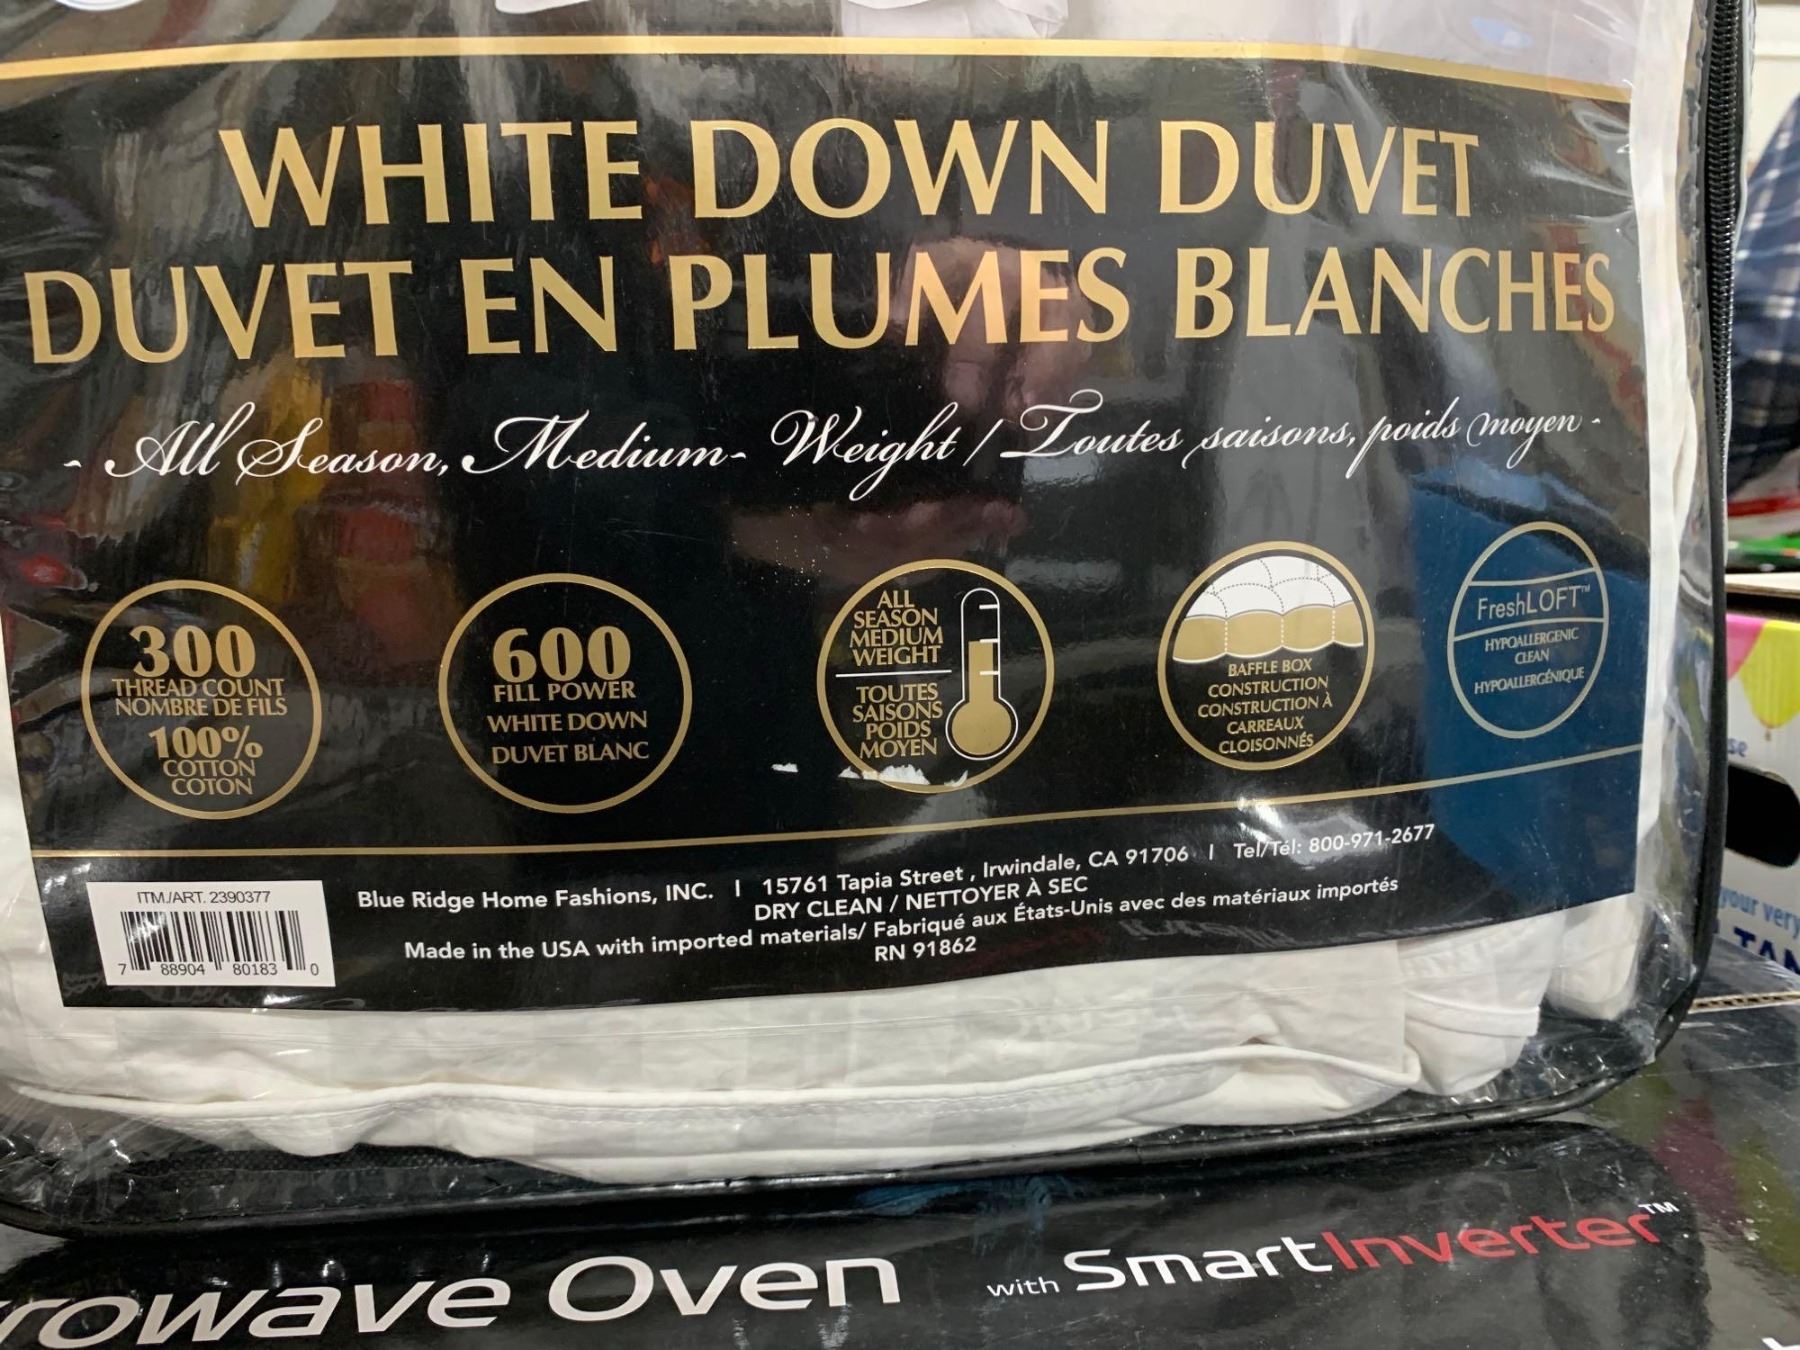 WHITE DOWN DUVET
DUVET EN PLUMES BLANCHES
- All Season, Medium- Weight / Toutes saisons, poids moyen -
300
THREAD COUNT
NOMBRE DE FILS
100%
COTTON
COTON
600
FILL POWER
WHITE DOWN
DUVET BLANC
ALL
SEASON
MEDIUM
WEIGHT
TOUTES
SAISONS
POIDS
MOYEN
BAFFLE BOX
CONSTRUCTION
CONSTRUCTION À
CARREAUX
CLOISONNÉS
FreshLOFT™
HYPOALLERGENIC
CLEAN
HYPOALLERGÉNIQUE
ITM./ART. 2390377
7 88904 80183 0
Blue Ridge Home Fashions, INC. | 15761 Tapia Street , Irwindale, CA 91706 | Tel/Tél: 800-971-2677
DRY CLEAN / NETTOYER À SEC
Made in the USA with imported materials/ Fabriqué aux États-Unis avec des matériaux importés
RN 91862
rowave Oven with SmartInverter™
your very